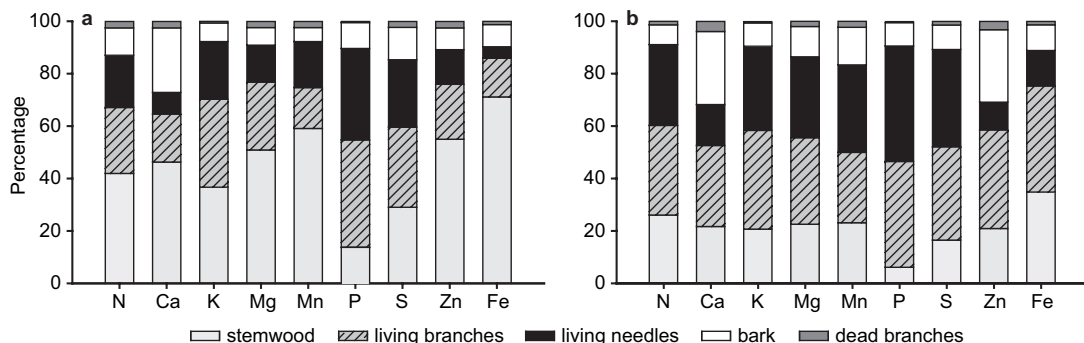 a
b
Percentage
100
80
60
40
20
0
N Ca K Mg Mn P S Zn Fe
100
80
60
40
20
0
N Ca K Mg Mn P S Zn Fe
stemwood living branches living needles bark dead branches